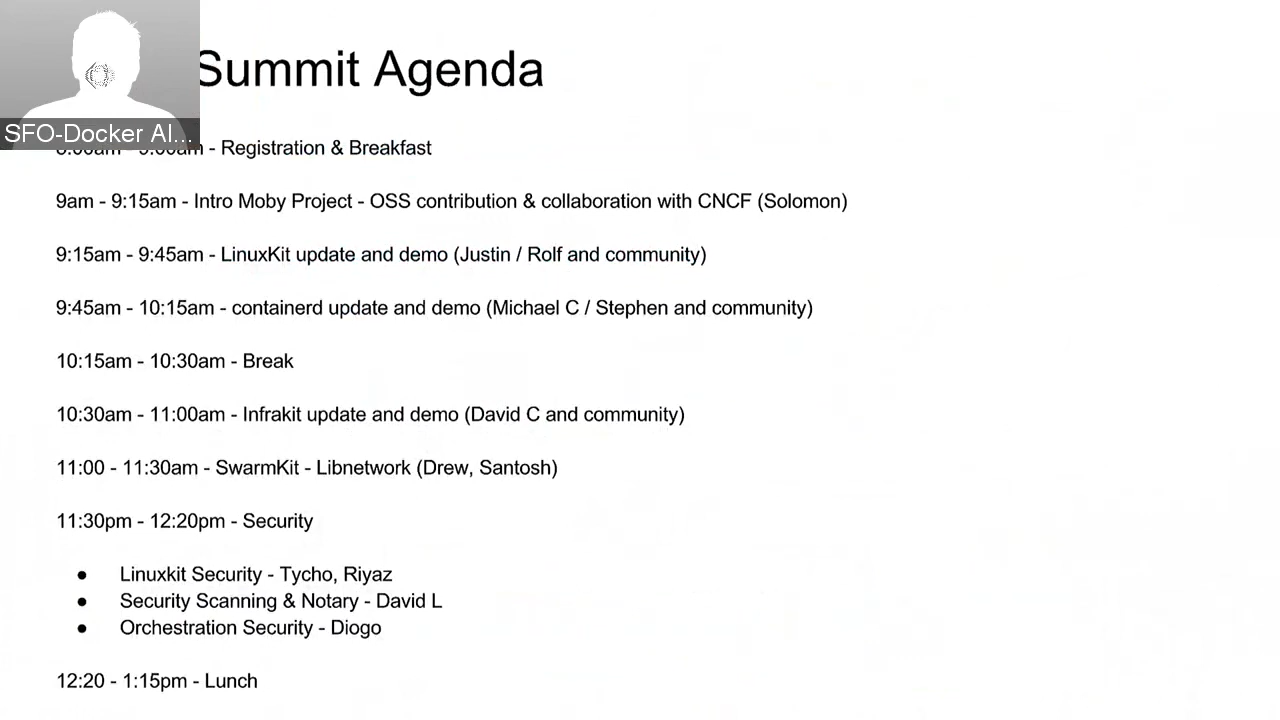 Summit Agenda
SFO-Docker Al...
- Registration & Breakfast
9am - 9:15am - Intro Moby Project - OSS contribution & collaboration with CNCF (Solomon)
9:15am - 9:45am - LinuxKit update and demo (Justin / Rolf and community)
9:45am - 10:15am - containerd update and demo (Michael C / Stephen and community)
10:15am - 10:30am - Break
10:30am - 11:00am - Infrakit update and demo (David C and community)
11:00 - 11:30am - SwarmKit - Libnetwork (Drew, Santosh)
11:30pm - 12:20pm - Security
● Linuxkit Security - Tycho, Riyaz
● Security Scanning & Notary - David L
● Orchestration Security - Diogo
12:20 - 1:15pm - Lunch